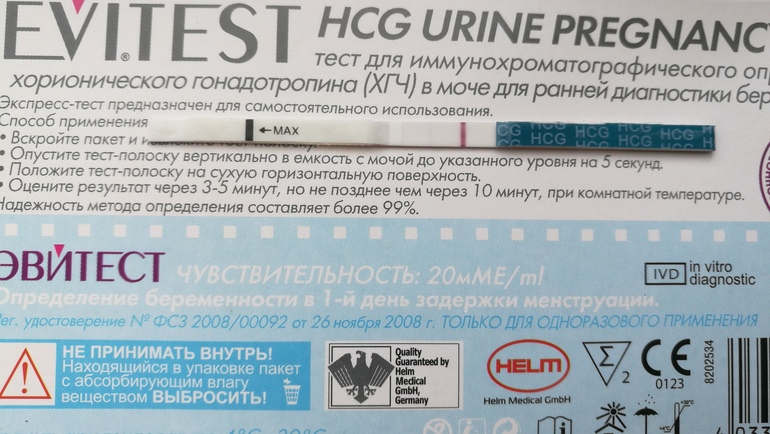 EVITEST HCG URINE PREGNANCY
тест для иммунохроматографического
хорионического гонадотропина (ХГЧ) в моче для ранней диагностики
Экспресс-тест предназначен для самостоятельного использования.
Способ применения
←MAX
HCG HCG HCG HCG HCG
• Вскройте пакет и
• Опустите тест-полоску вертикально в емкость с мочой до указанного уровня на 5 секунд.
• Положите тест-полоску на сухую горизонтальную поверхность.
• Оцените результат через 3-5 минут, но не позднее чем через 10 минут, при комнатной температуре.
Надежность метода определения составляет более 99%.
ЭВИТЕСТ ЧУВСТВИТЕЛЬНОСТЬ: 20мМЕ/ml
IVD in vitro
diagnostic
Определение беременности в 1-й день задержки менструации.
Рег. удостоверение № ФСЗ 2008/00092 от 26 ноября 2008 г. ТОЛЬКО ДЛЯ ОДНОРАЗОВОГО ПРИМЕНЕНИЯ
НЕ ПРИНИМАТЬ ВНУТРЬ!
Находящийся в упаковке пакет
с абсорбирующим влагу
веществом ВЫБРОСИТЬ!
Quality
Guaranteed by
Helm
Medical
GmbH,
Germany
HELM
Helm Medical GmbH
Σ
2
CE
0123
8202534